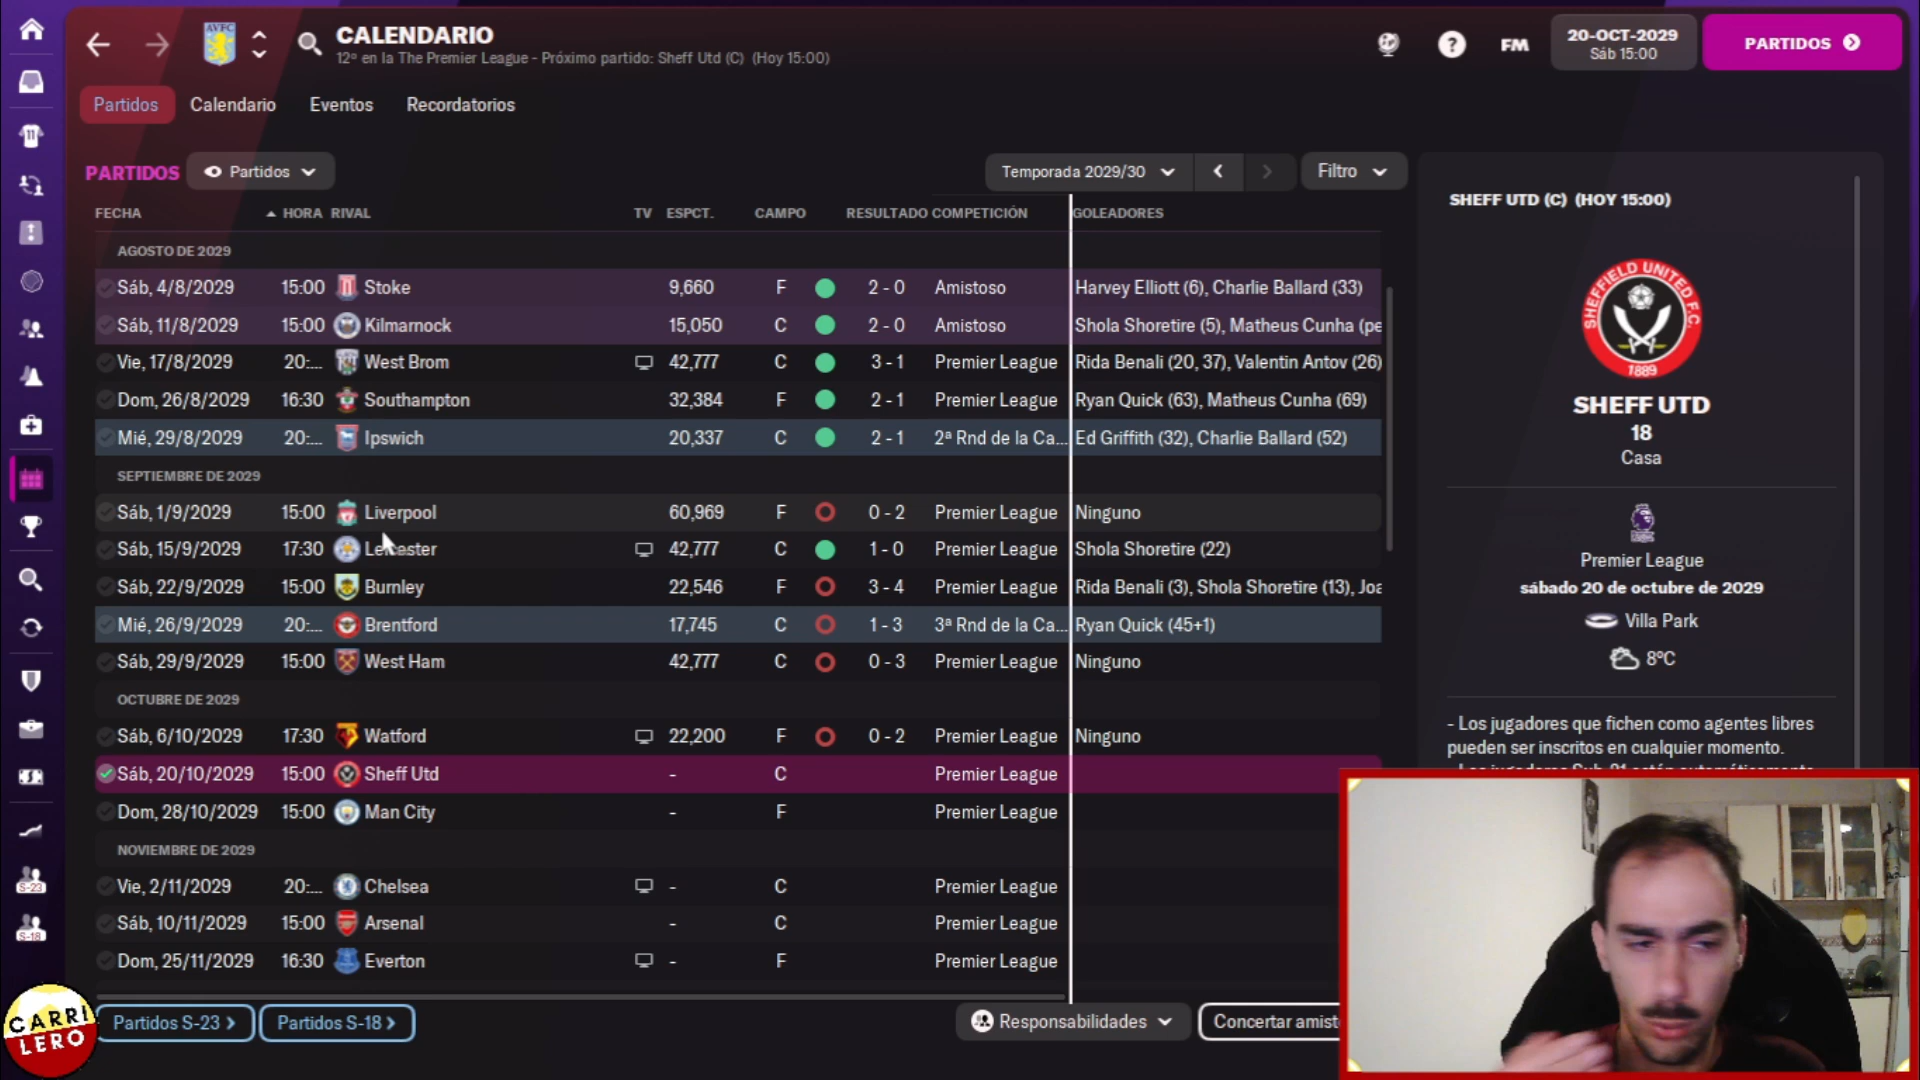 CALENDARIO
12º en la The Premier League - Próximo partido: Sheff Utd (C) (Hoy 15:00)
FM
20-OCT-2029
Sáb 15:00
PARTIDOS
Partidos Calendario Eventos Recordatorios
PARTIDOS Partidos Temporada 2029/30 Filtro
FECHA HORA RIVAL TV ESPCT. CAMPO RESULTADO COMPETICIÓN GOLEADORES
AGOSTO DE 2029
Sáb, 4/8/2029 15:00 Stoke 9,660 F 2 - 0 Amistoso Harvey Elliott (6), Charlie Ballard (33)
Sáb, 11/8/2029 15:00 Kilmarnock 15,050 C 2 - 0 Amistoso Shola Shoretire (5), Matheus Cunha (pe
Vie, 17/8/2029 20:... West Brom 42,777 C 3 - 1 Premier League Rida Benali (20, 37), Valentin Antov (26)
Dom, 26/8/2029 16:30 Southampton 32,384 F 2 - 1 Premier League Ryan Quick (63), Matheus Cunha (69)
Mié, 29/8/2029 20:... Ipswich 20,337 C 2 - 1 2ª Rnd de la Ca... Ed Griffith (32), Charlie Ballard (52)
SEPTIEMBRE DE 2029
Sáb, 1/9/2029 15:00 Liverpool 60,969 F 0 - 2 Premier League Ninguno
Sáb, 15/9/2029 17:30 Leicester 42,777 C 1 - 0 Premier League Shola Shoretire (22)
Sáb, 22/9/2029 15:00 Burnley 22,546 F 3 - 4 Premier League Rida Benali (3), Shola Shoretire (13), Joa
Mié, 26/9/2029 20:... Brentford 17,745 C 1 - 3 3ª Rnd de la Ca... Ryan Quick (45+1)
Sáb, 29/9/2029 15:00 West Ham 42,777 C 0 - 3 Premier League Ninguno
OCTUBRE DE 2029
Sáb, 6/10/2029 17:30 Watford 22,200 F 0 - 2 Premier League Ninguno
Sáb, 20/10/2029 15:00 Sheff Utd - C Premier League
Dom, 28/10/2029 15:00 Man City - F Premier League
NOVIEMBRE DE 2029
Vie, 2/11/2029 20:... Chelsea - C Premier League
Sáb, 10/11/2029 15:00 Arsenal - C Premier League
Dom, 25/11/2029 16:30 Everton - F Premier League
Partidos S-23 Partidos S-18 Responsabilidades Concertar amist
SHEFF UTD (C) (HOY 15:00)
SHEFFIELD UNITED F.C.
1889
SHEFF UTD
18
Casa
Premier League
sábado 20 de octubre de 2029
Villa Park
8ºC
- Los jugadores que fichen como agentes libres
pueden ser inscritos en cualquier momento.
AVFC
11
S-23
S-18
CARRI
LERO